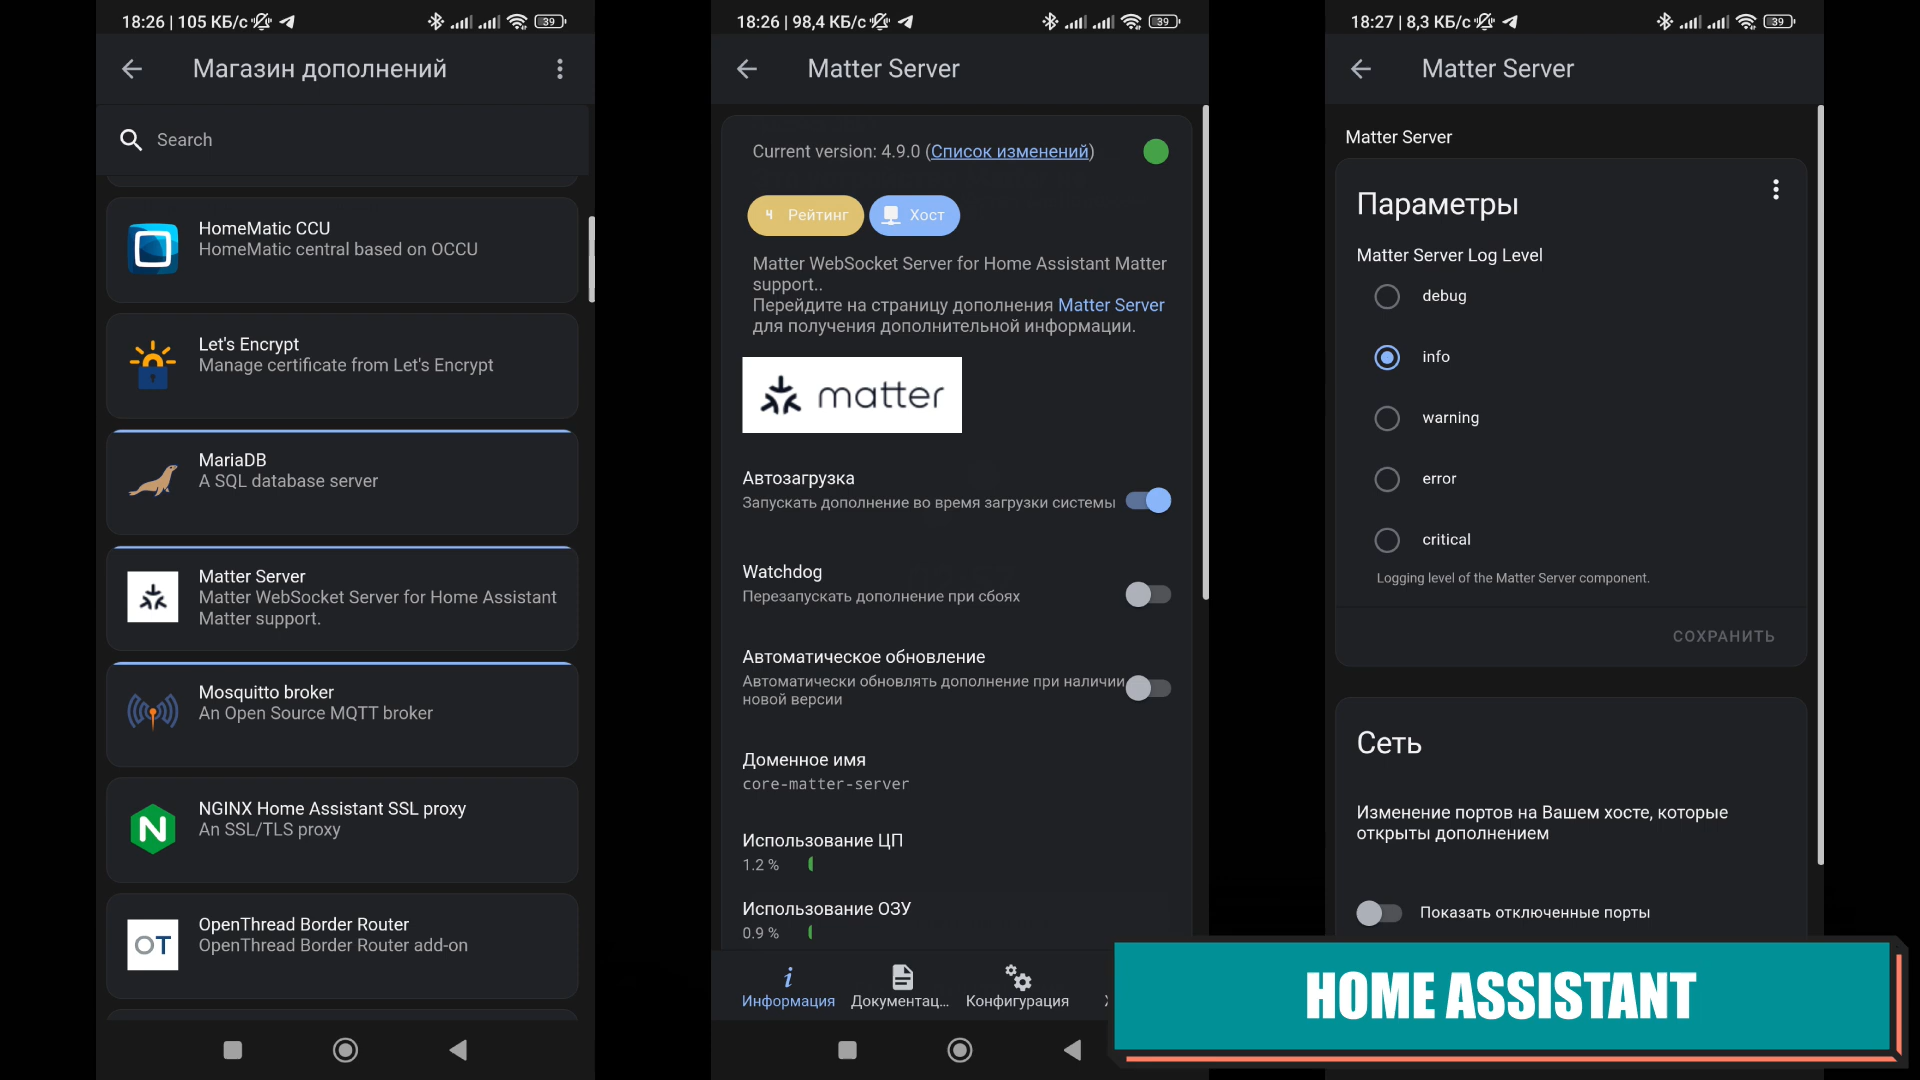 18:26 | 105 КБ/с
39
Магазин дополнений
Search
HomeMatic CCU
HomeMatic central based on OCCU
Let's Encrypt
Manage certificate from Let's Encrypt
MariaDB
A SQL database server
Matter Server
Matter WebSocket Server for Home Assistant
Matter support.
Mosquitto broker
An Open Source MQTT broker
NGINX Home Assistant SSL proxy
An SSL/TLS proxy
OT
OpenThread Border Router
OpenThread Border Router add-on
18:26 | 98,4 КБ/с
39
Matter Server
Current version: 4.9.0 (Список изменений)
4 Рейтинг
Хост
Matter WebSocket Server for Home Assistant Matter
support..
Перейдите на страницу дополнения Matter Server
для получения дополнительной информации.
matter
Автозагрузка
Запускать дополнение во время загрузки системы
Watchdog
Перезапускать дополнение при сбоях
Автоматическое обновление
Автоматически обновлять дополнение при наличии
новой версии
Доменное имя
core-matter-server
Использование ЦП
1.2 %
Использование ОЗУ
0.9 %
Информация
Документац...
Конфигурация
18:27 | 8,3 КБ/с
39
Matter Server
Matter Server
Параметры
Matter Server Log Level
debug
info
warning
error
critical
Logging level of the Matter Server component.
СОХРАНИТЬ
Сеть
Изменение портов на Вашем хосте, которые
открыты дополнением
Показать отключенные порты
HOME ASSISTANT